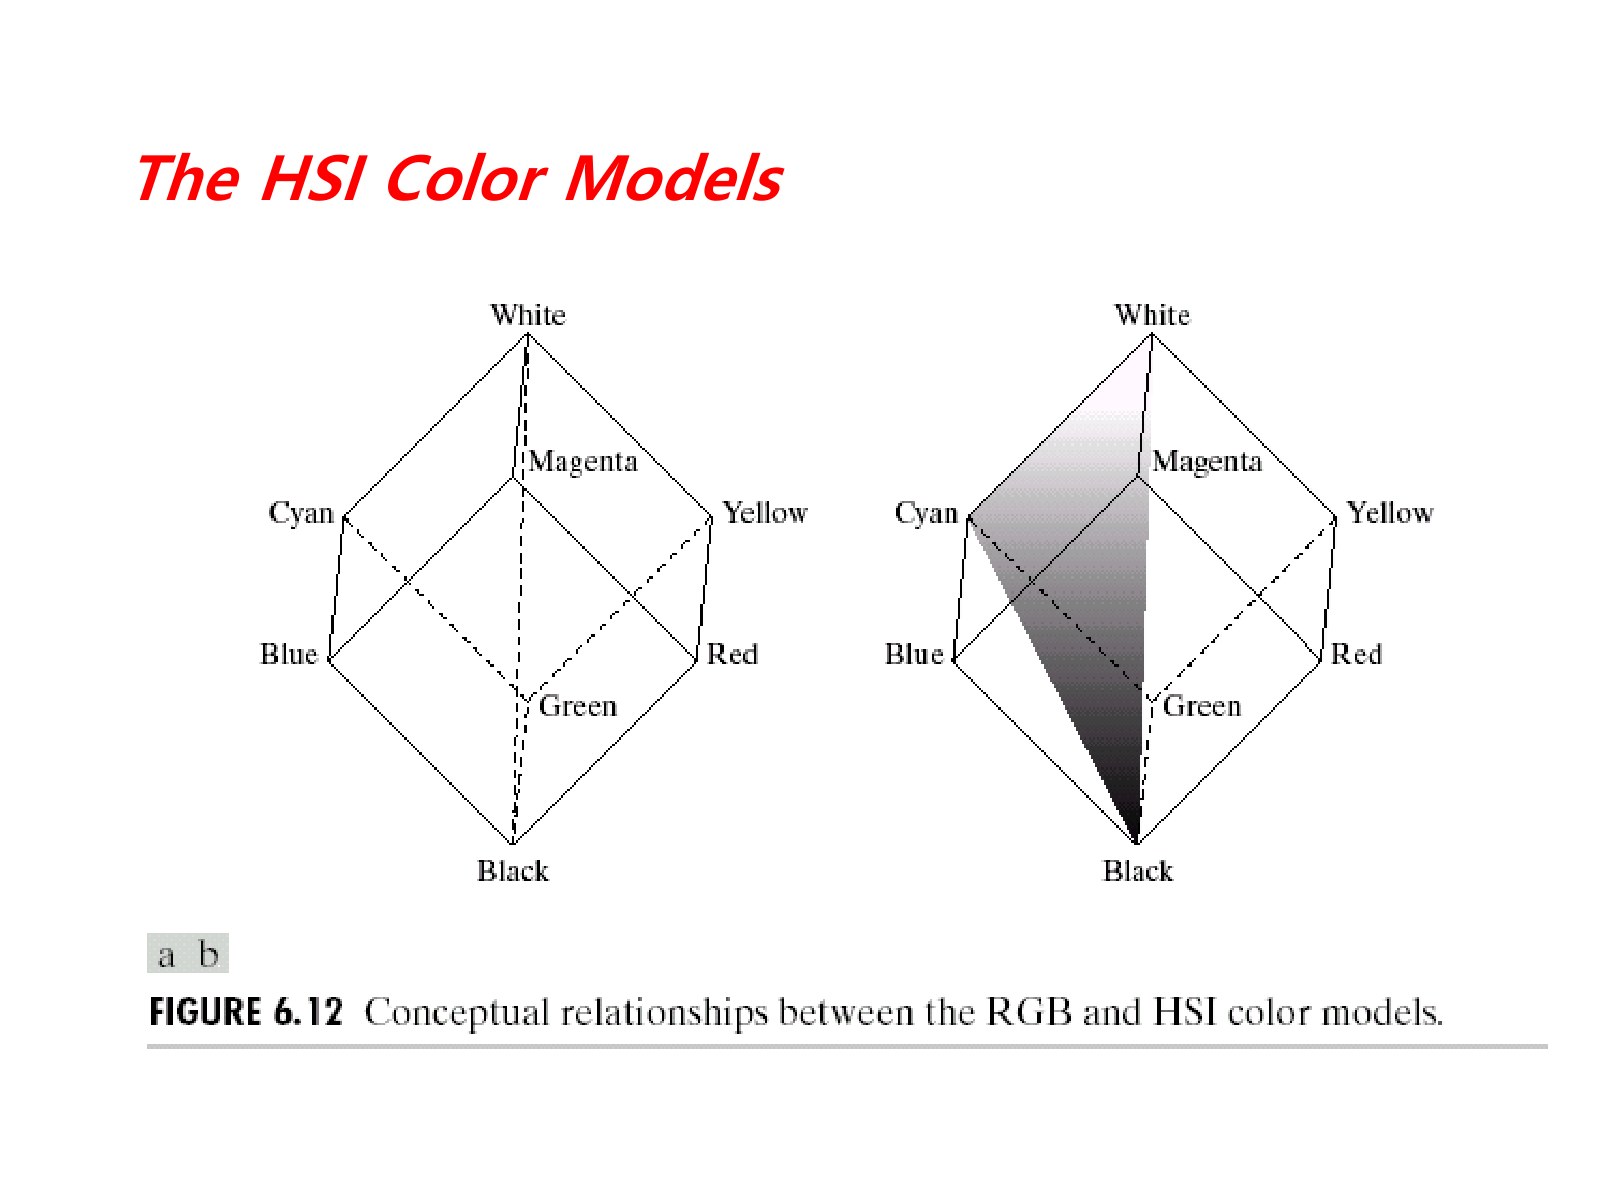 The HSI Color Models
White
White
Magenta
Magenta
Cyan
Yellow
Cyan
Yellow
Blue
Red
Blue
Red
Green
Green
Black
Black
a b
FIGURE 6.12 Conceptual relationships between the RGB and HSI color models.